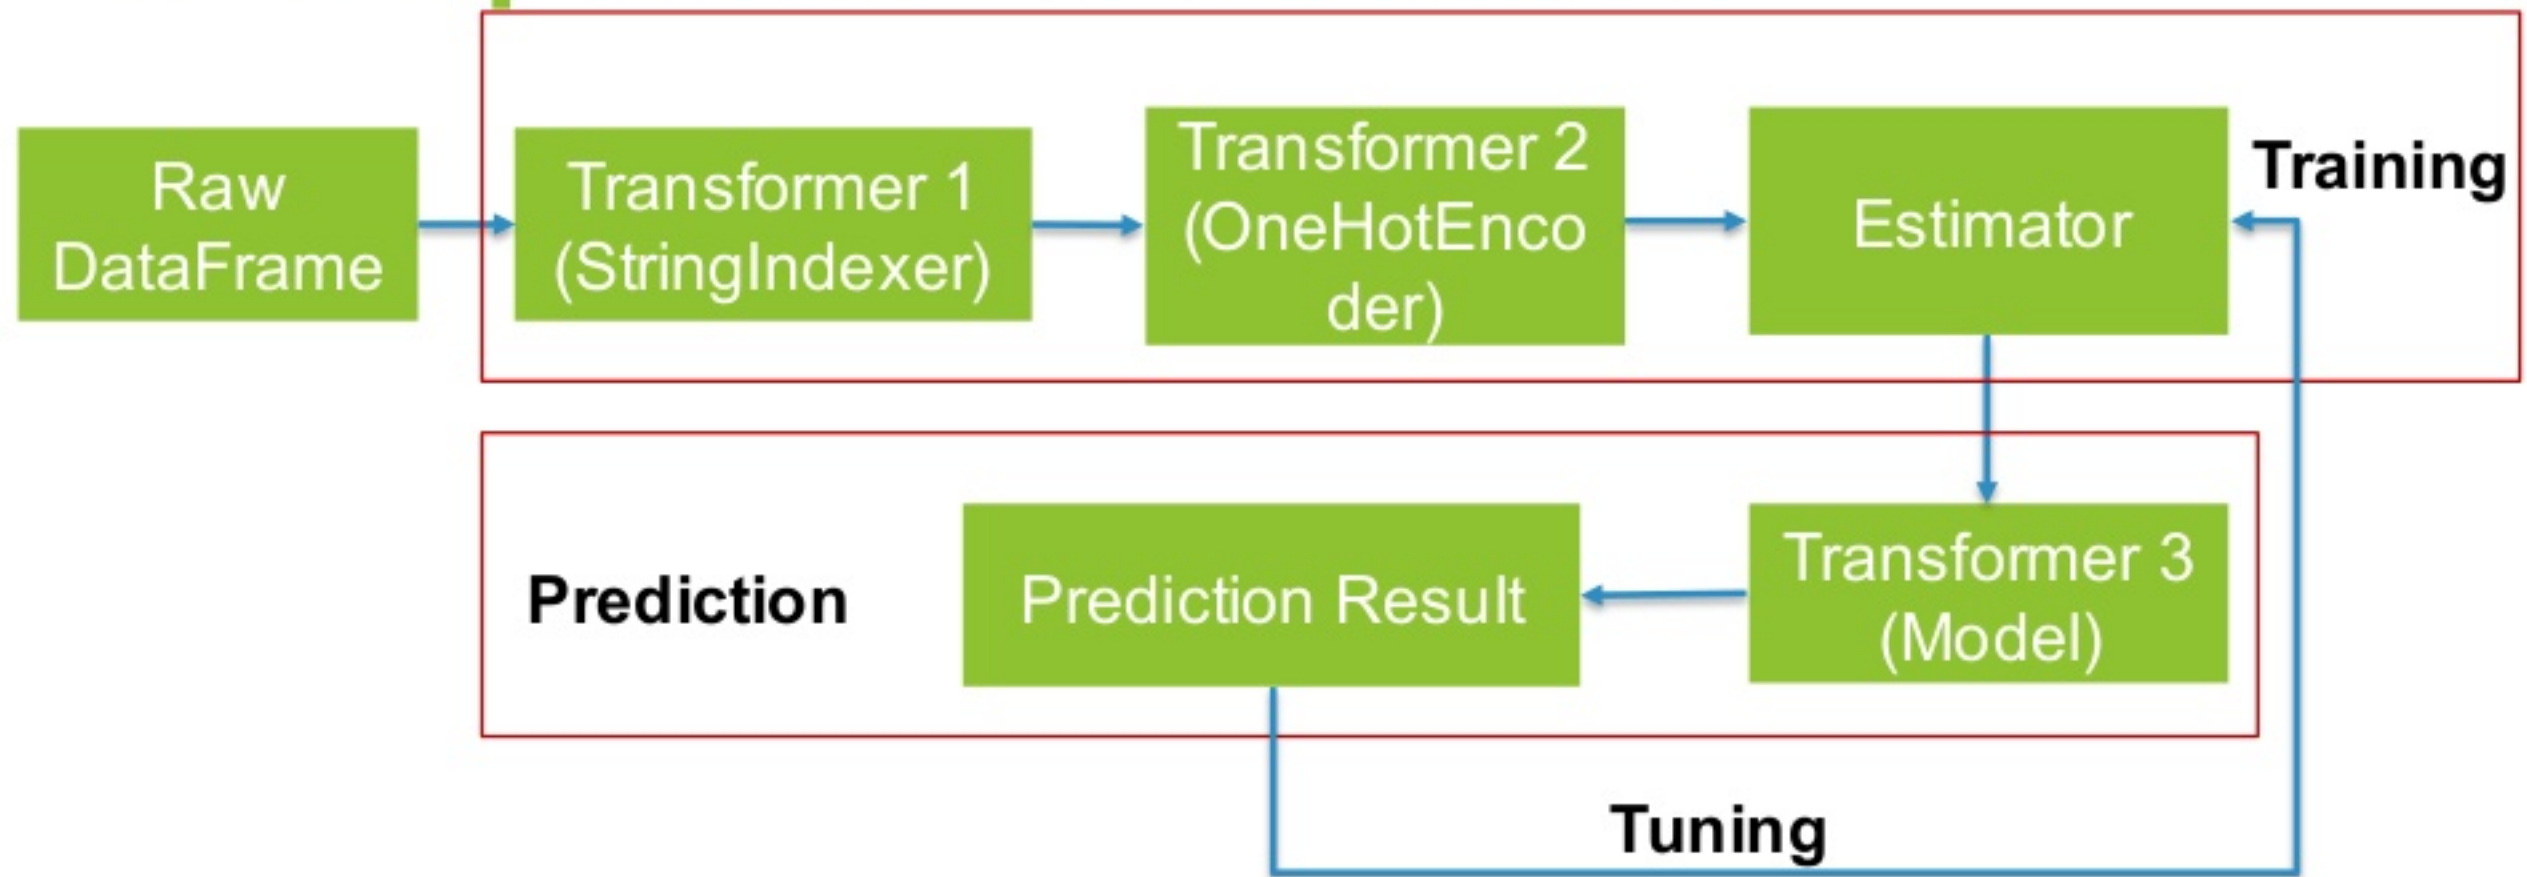 Raw
DataFrame
Transformer 1
(StringIndexer)
Transformer 2
(OneHotEnco
der)
Estimator
Training
Prediction
Prediction Result
Transformer 3
(Model)
Tuning